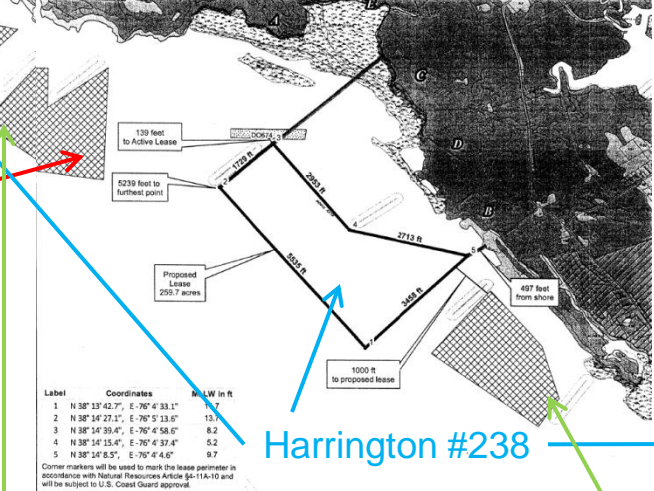 A
E
C
D
B
139 feet
to Active Lease
DO674
3
1729 ft
5239 feet to
furthest point
2
2953 ft
4
2713 ft
5
5535 ft
Proposed
Lease
259.7 acres
3458 ft
497 feet
from shore
1
1000 ft
to proposed lease
Harrington #238
Label Coordinates in ft
1 N 38° 13' 42.7", E -76° 4' 33.1"
2 N 38° 14' 27.1", E -76° 5' 13.6" 13.7
3 N 38° 14' 39.4", E -76° 4' 58.6" 8.2
4 N 38° 14' 15.4", E -76° 4' 37.4" 5.2
5 N 38° 14' 8.5", E -76° 4' 4.6" 9.7
Corner markers will be used to mark the lease perimeter in
accordance with Natural Resources Article §4-11A-10 and
will be subject to U.S. Coast Guard approval.